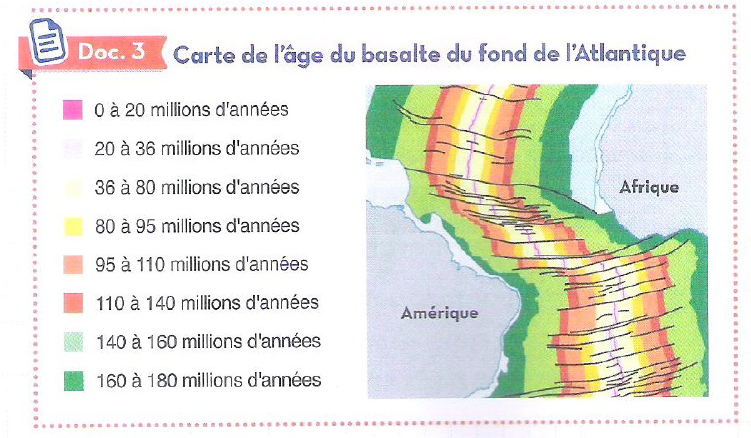 Doc. 3
Carte de l'âge du basalte du fond de l'Atlantique
0 à 20 millions d'années
20 à 36 millions d'années
36 à 80 millions d'années
80 à 95 millions d'années
95 à 110 millions d'années
110 à 140 millions d'années
140 à 160 millions d'années
160 à 180 millions d'années
Afrique
Amérique